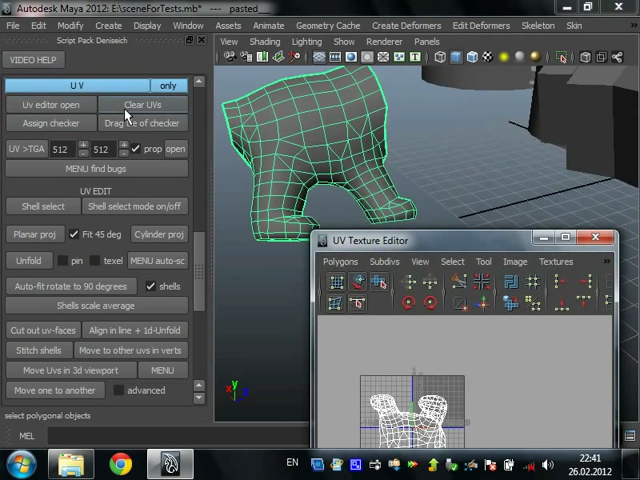 Autodesk Maya 2012: E:\sceneForTests.mb* --- pasted__
File Edit Modify Create Display Window Assets Animate Geometry Cache Create Deformers Edit Deformers Skeleton Skin
Script Pack Deniseich
View Shading Lighting Show Renderer Panels
VIDEO HELP
U V only
Uv editor open Clear UVs
Assign checker
UV >TGA 512 512 prop open
MENU find bugs
UV EDIT
Shell select Shell select mode on/off
Planar proj Fit 45 deg Cylinder proj
Unfold pin texel MENU auto-sc
Auto-fit rotate to 90 degrees shells
Shells scale average
Cut out uv-faces Align in line + 1d-Unfold
Stitch shells Move to other uvs in verts
Move Uvs in 3d viewport MENU
Move one to another advanced
UV Texture Editor
Polygons Subdivs View Select Tool Image Textures »
y
select polygonal objects
MEL
EN
22:41
26.02.2012